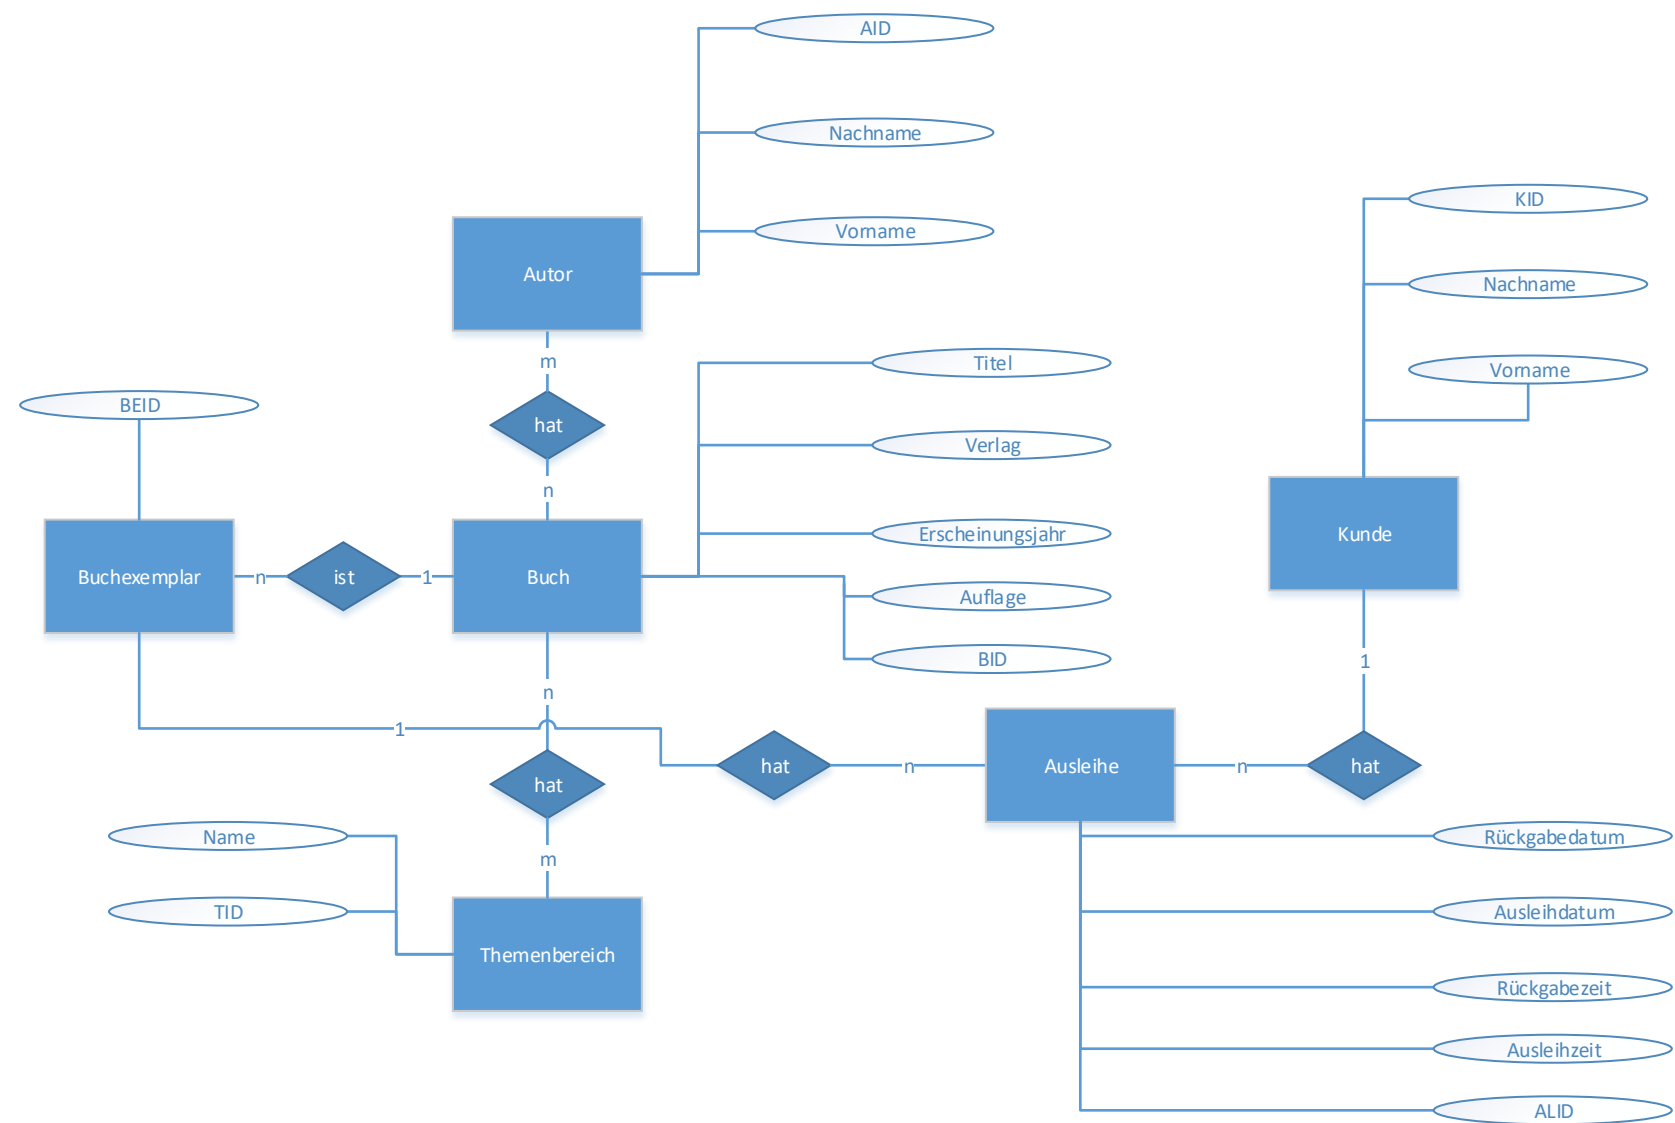 AID
Nachname
Vorname
Autor
KID
Nachname
Vorname
m
hat
n
Titel
Verlag
Erscheinungsjahr
Auflage
BID
BEID
Buchexemplar
n
ist
1
Buch
Kunde
1
n
1
hat
n
Ausleihe
n
hat
hat
m
Name
TID
Themenbereich
Rückgabedatum
Ausleihdatum
Rückgabezeit
Ausleihzeit
ALID